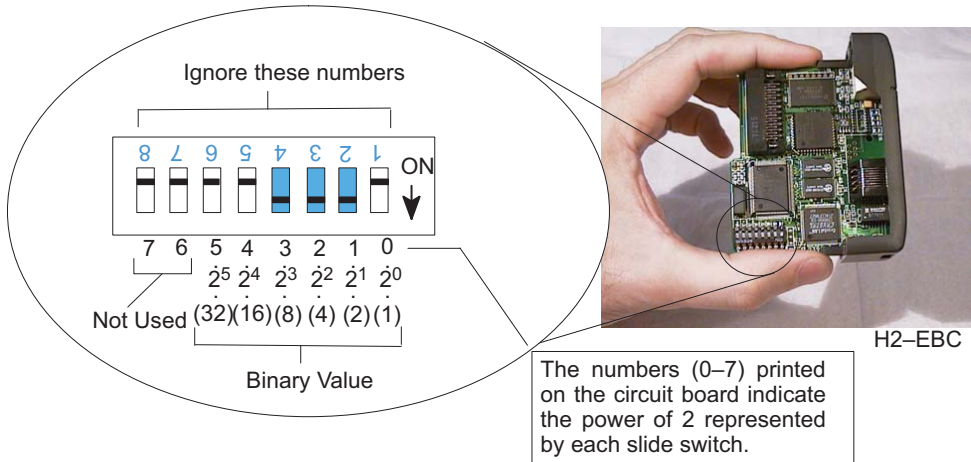 Ignore these numbers
8 7 6 5 4 3 2 1
ON
7 6 5 4 3 2 1 0
2⁵ 2⁴ 2³ 2² 2¹ 2⁰
Not Used
(32)(16)(8) (4) (2) (1)
Binary Value
H2–EBC
The numbers (0–7) printed
on the circuit board indicate
the power of 2 represented
by each slide switch.